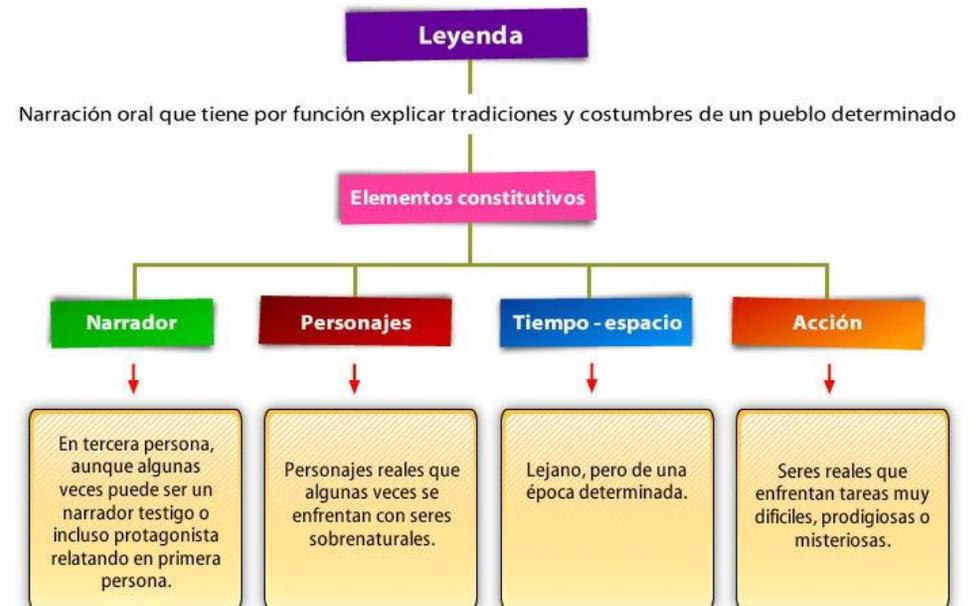 Leyenda
Narración oral que tiene por función explicar tradiciones y costumbres de un pueblo determinado
Elementos constitutivos
Narrador
Personajes
Tiempo - espacio
Acción
En tercera persona,
aunque algunas
veces puede ser un
narrador testigo o
incluso protagonista
relatando en primera
persona.
Personajes reales que
algunas veces se
enfrentan con seres
sobrenaturales.
Lejano, pero de una
época determinada.
Seres reales que
enfrentan tareas muy
dificiles, prodigiosas o
misteriosas.